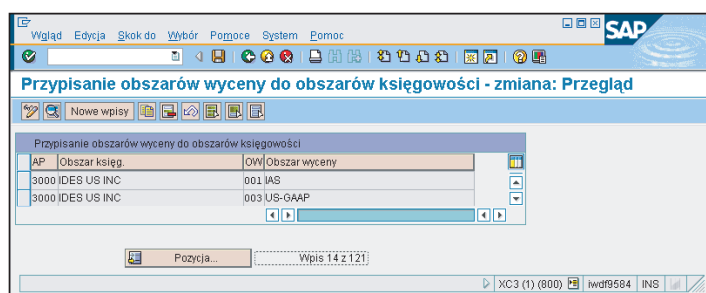 Wgląd Edycja Skok do Wybór Pomoce System Pomoc
SAP
Przypisanie obszarów wyceny do obszarów księgowości - zmiana: Przegląd
Nowe wpisy
Przypisanie obszarów wyceny do obszarów księgowości
AP Obszar księg. OW Obszar wyceny
3000 IDES US INC 001 IAS
3000 IDES US INC 003 US-GAAP
Pozycja... Wpis 14 z 121
XC3 (1) (800) iwdf9584 INS